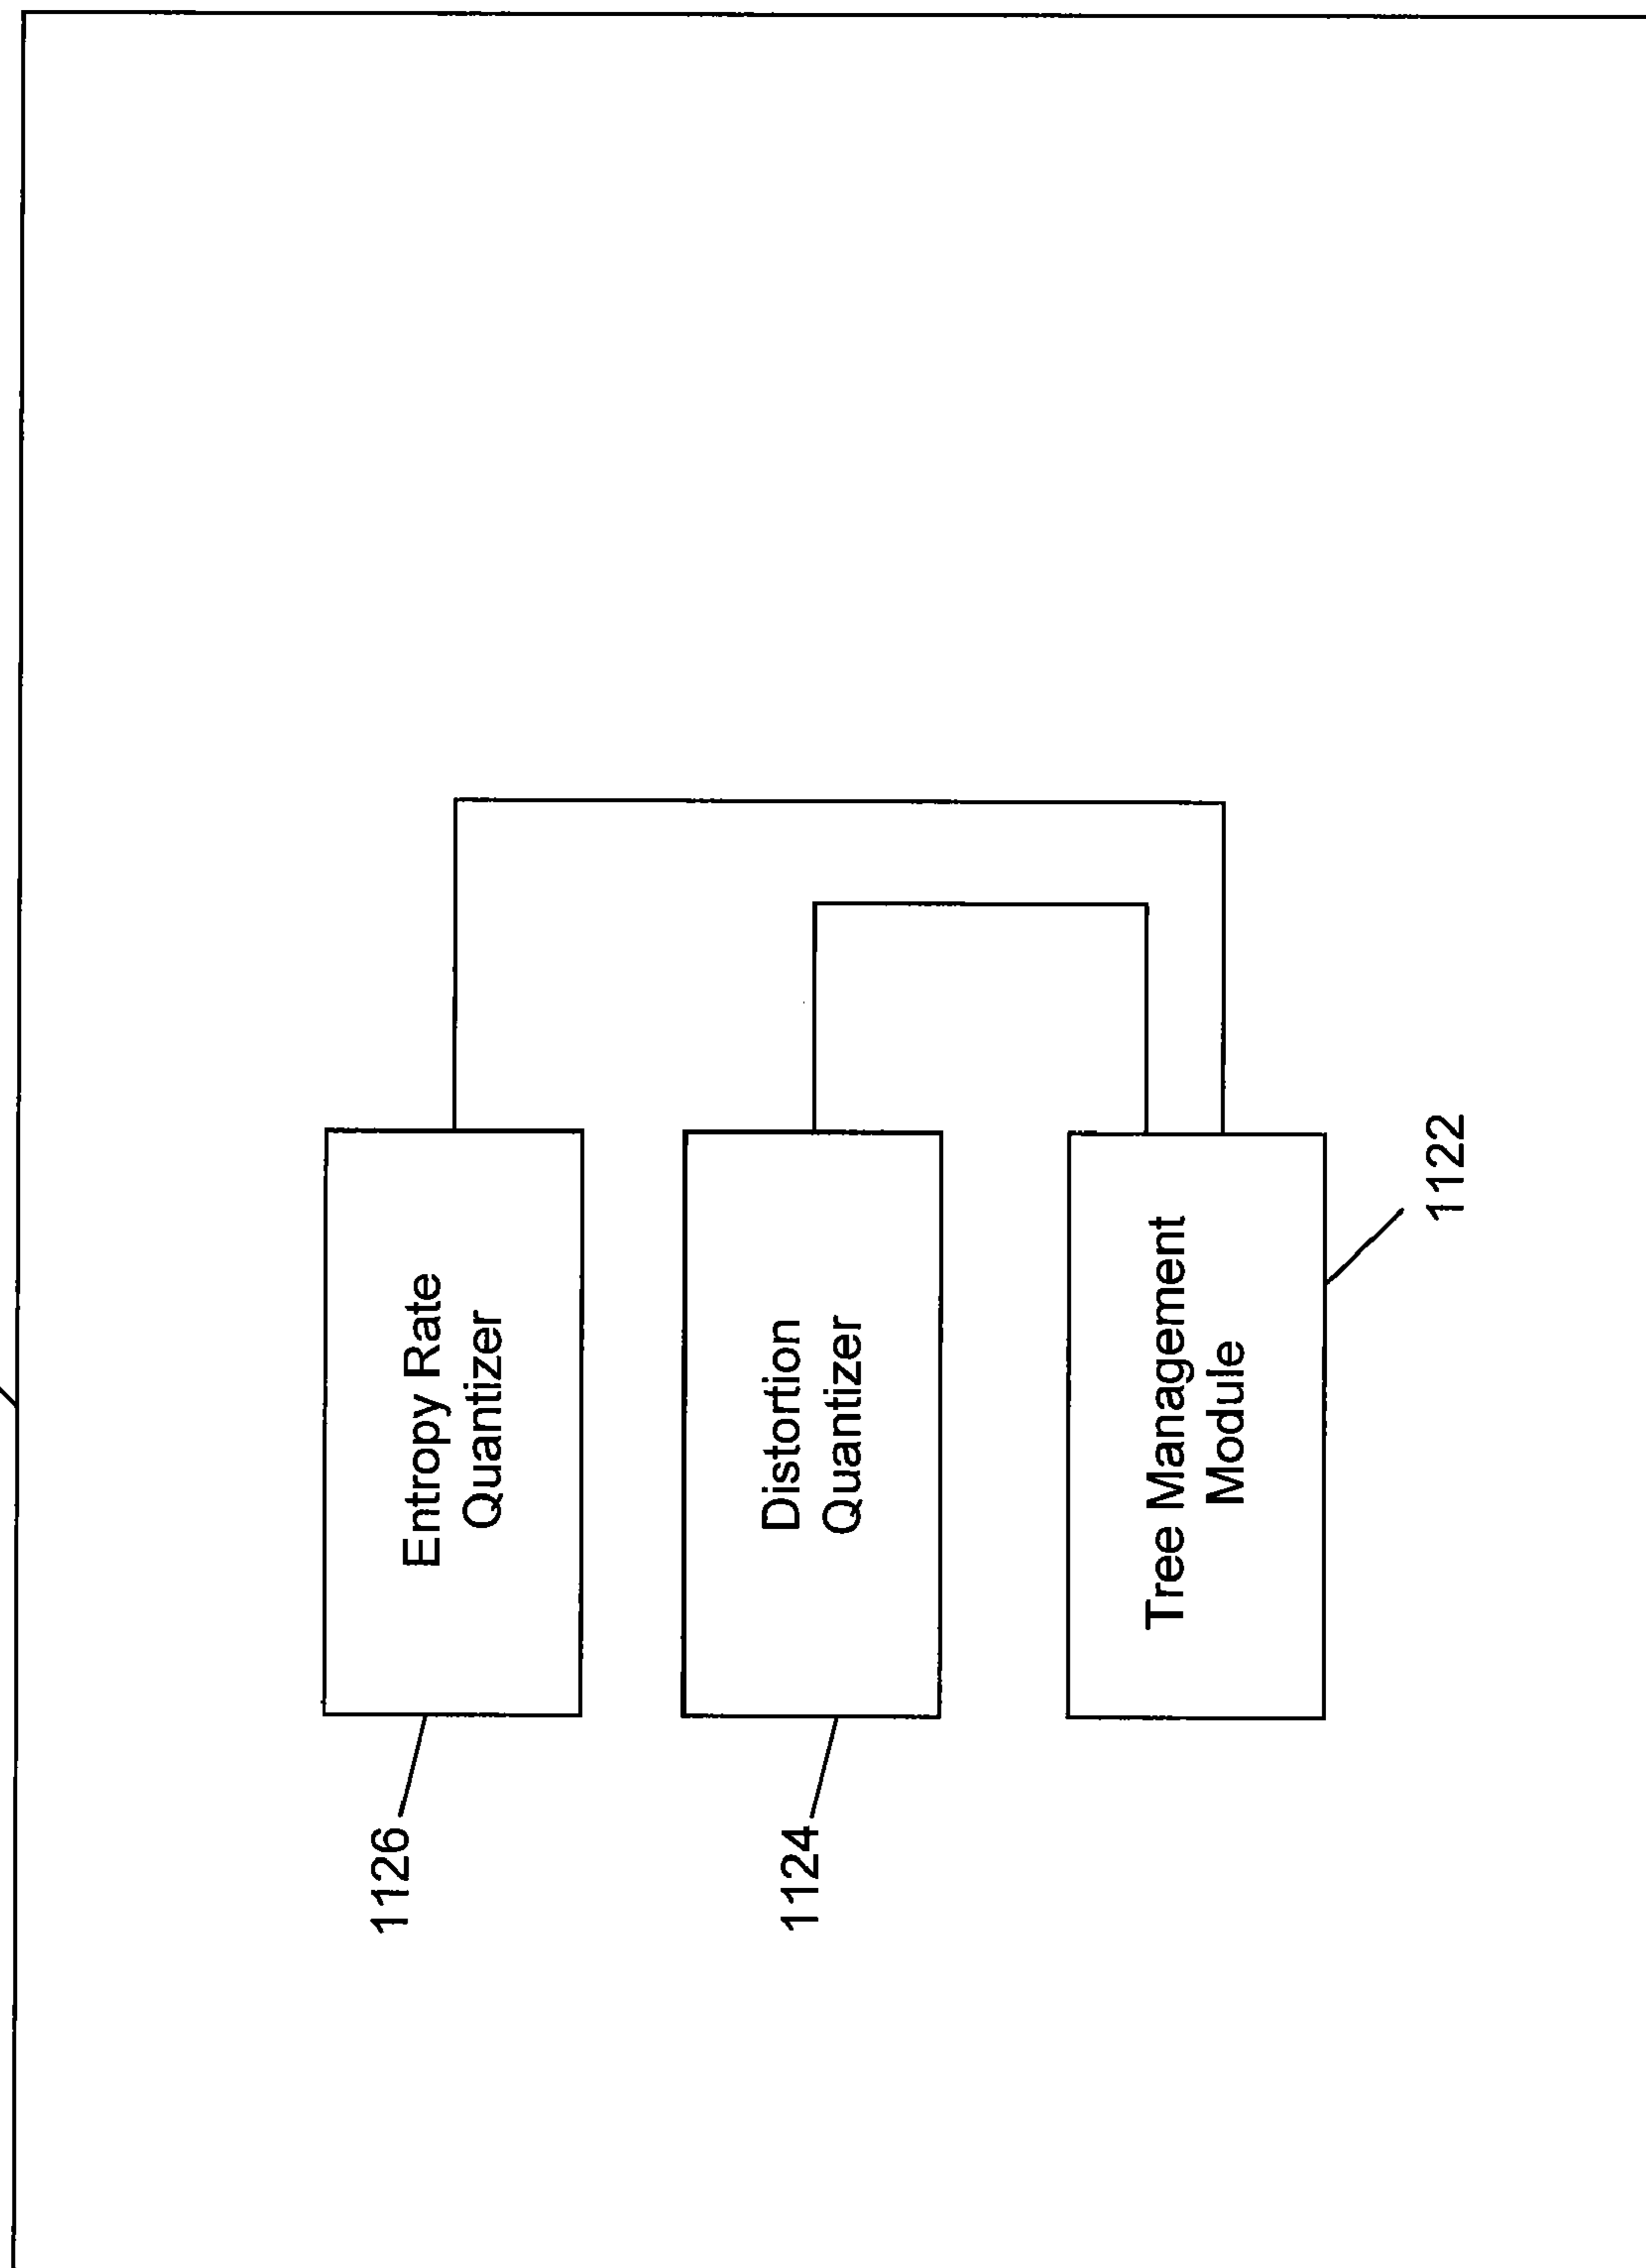 1126
Entropy Rate
Quantizer
1124
Distortion
Quantizer
Tree Management
Module
1122